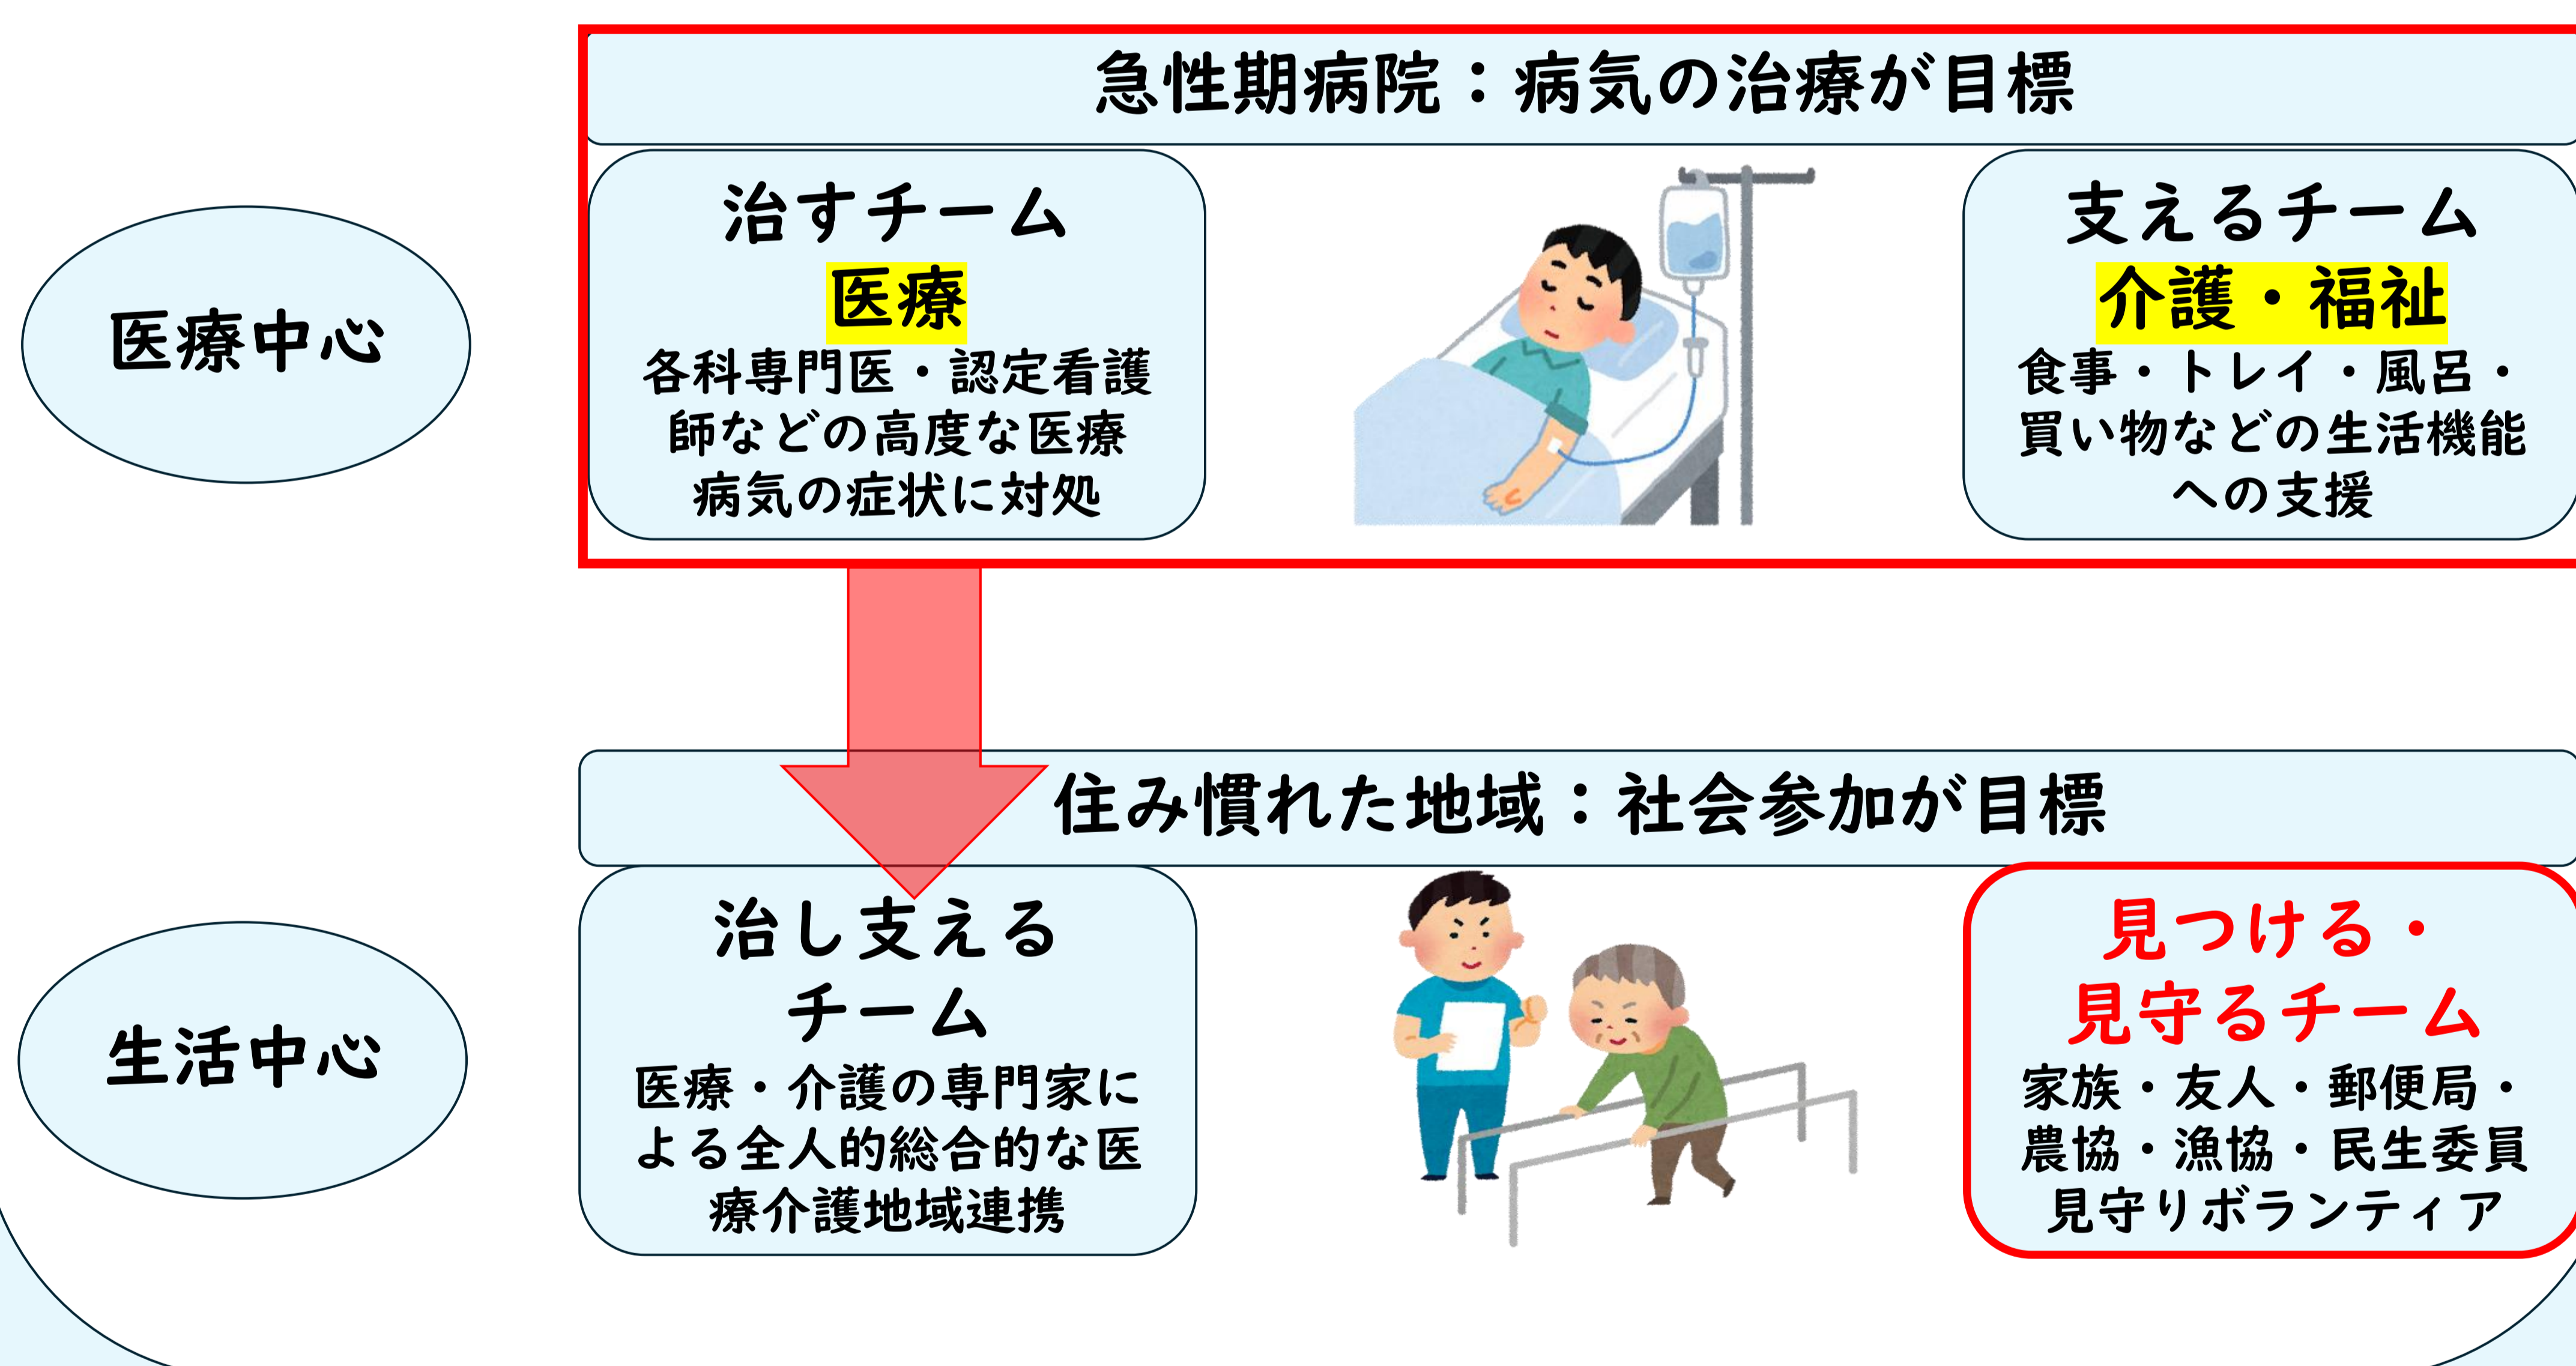 急性期病院：病気の治療が目標
医療中心
治すチーム
医療
各科専門医・認定看護
師などの高度な医療
病気の症状に対処
支えるチーム
介護・福祉
食事・トレイ・風呂・
買い物などの生活機能
への支援
住み慣れた地域：社会参加が目標
生活中心
治し支える
チーム
医療・介護の専門家に
よる全人的総合的な医
療介護地域連携
見つける・
見守るチーム
家族・友人・郵便局・
農協・漁協・民生委員
見守りボランティア